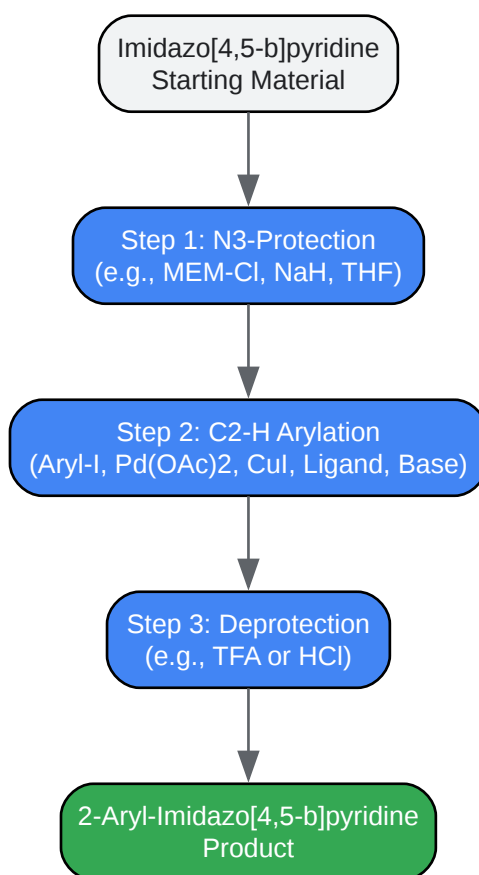 Imidazo[4,5-b]pyridine
Starting Material
Step 1: N3-Protection
(e.g., MEM-Cl, NaH, THF)
Step 2: C2-H Arylation
(Aryl-I, Pd(OAc)2, CuI, Ligand, Base)
Step 3: Deprotection
(e.g., TFA or HCl)
2-Aryl-Imidazo[4,5-b]pyridine
Product